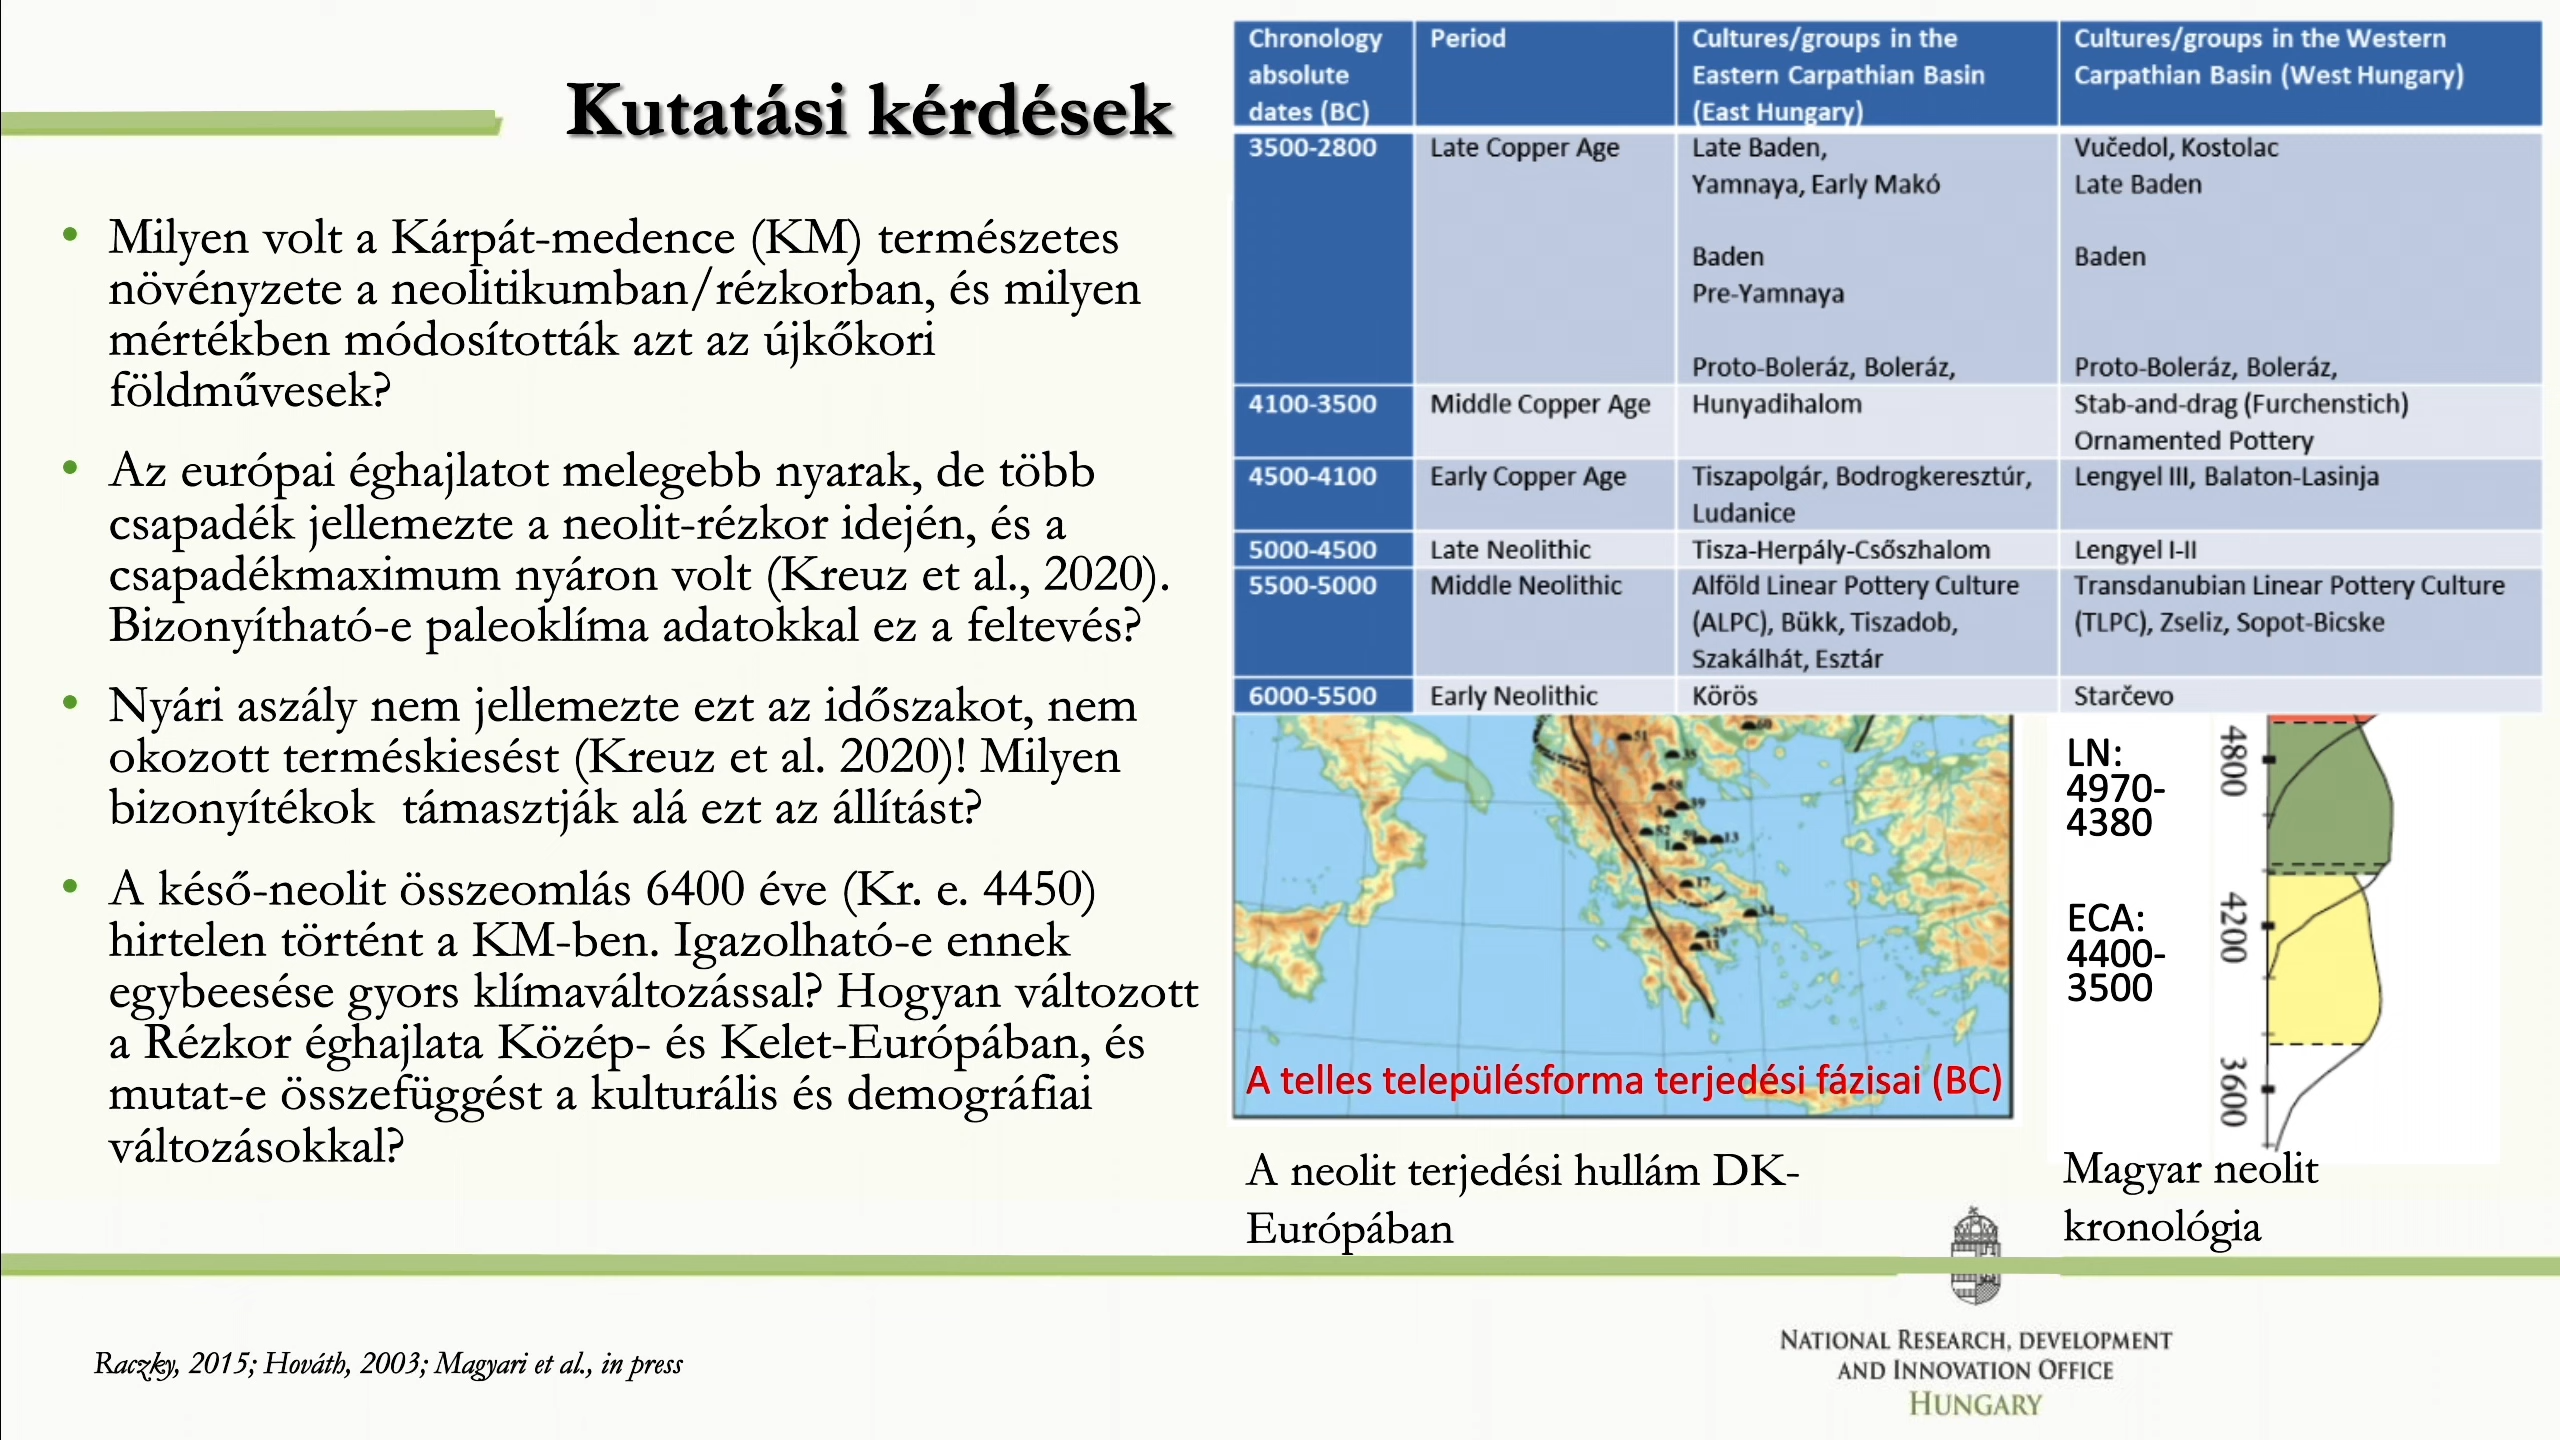 Kutatási kérdések
• Milyen volt a Kárpát-medence (KM) természetes
növényzete a neolitikumban/rézkorban, és milyen
mértékben módosították azt az újkőkori
földművesek?
• Az európai éghajlatot melegebb nyarak, de több
csapadék jellemezte a neolit-rézkor idején, és a
csapadékmaximum nyáron volt (Kreuz et al., 2020).
Bizonyítható-e paleoklíma adatokkal ez a feltevés?
• Nyári aszály nem jellemezte ezt az időszakot, nem
okozott terméskiesést (Kreuz et al. 2020)! Milyen
bizonyítékok támasztják alá ezt az állítást?
• A késő-neolit összeomlás 6400 éve (Kr. e. 4450)
hirtelen történt a KM-ben. Igazolható-e ennek
egybeesése gyors klímaváltozással? Hogyan változott
a Rézkor éghajlata Közép- és Kelet-Európában, és
mutat-e összefüggést a kulturális és demográfiai
változásokkal?
Chronology absolute dates (BC)
Period
Cultures/groups in the Eastern Carpathian Basin (East Hungary)
Cultures/groups in the Western Carpathian Basin (West Hungary)
3500-2800
Late Copper Age
Late Baden,
Yamnaya, Early Makó
Baden
Pre-Yamnaya
Proto-Boleráz, Boleráz,
Vučedol, Kostolac
Late Baden
Baden
Proto-Boleráz, Boleráz,
4100-3500
Middle Copper Age
Hunyadihalom
Stab-and-drag (Furchenstich)
Ornamented Pottery
4500-4100
Early Copper Age
Tiszapolgár, Bodrogkeresztúr,
Ludanice
Lengyel III, Balaton-Lasinja
5000-4500
Late Neolithic
Tisza-Herpály-Csőszhalom
Lengyel I-II
5500-5000
Middle Neolithic
Alföld Linear Pottery Culture
(ALPC), Bükk, Tiszadob,
Szakálhát, Esztár
Transdanubian Linear Pottery Culture
(TLPC), Zseliz, Sopot-Bicske
6000-5500
Early Neolithic
Körös
Starčevo
51
60
35
13
17
34
29
A telles településforma terjedési fázisai (BC)
LN:
4970-
4380
ECA:
4400-
3500
4800
4200
3600
A neolit terjedési hullám DK-
Európában
Magyar neolit
kronológia
Raczky, 2015; Hováth, 2003; Magyari et al., in press
NATIONAL RESEARCH, DEVELOPMENT
AND INNOVATION OFFICE
HUNGARY